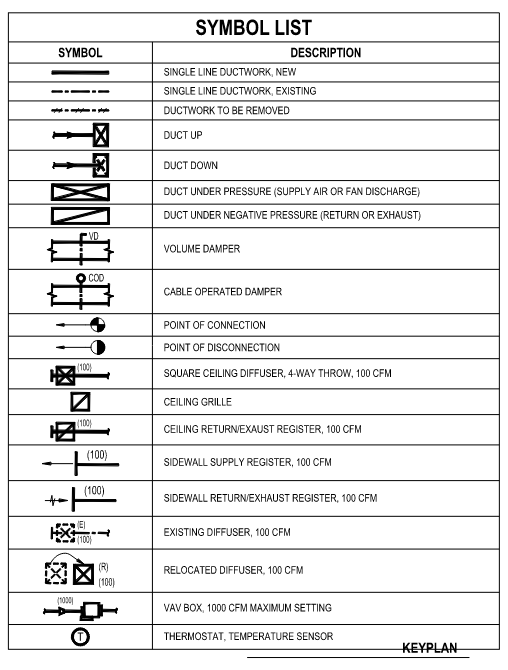 SYMBOL LIST
SYMBOL DESCRIPTION
SINGLE LINE DUCTWORK, NEW
SINGLE LINE DUCTWORK, EXISTING
DUCTWORK TO BE REMOVED
DUCT UP
DUCT DOWN
DUCT UNDER PRESSURE (SUPPLY AIR OR FAN DISCHARGE)
DUCT UNDER NEGATIVE PRESSURE (RETURN OR EXHAUST)
VD
VOLUME DAMPER
COD
CABLE OPERATED DAMPER
POINT OF CONNECTION
POINT OF DISCONNECTION
(100)
SQUARE CEILING DIFFUSER, 4-WAY THROW, 100 CFM
CEILING GRILLE
(100)
CEILING RETURN/EXAUST REGISTER, 100 CFM
(100)
SIDEWALL SUPPLY REGISTER, 100 CFM
(100)
SIDEWALL RETURN/EXHAUST REGISTER, 100 CFM
(E)
(100)
EXISTING DIFFUSER, 100 CFM
(R)
(100)
RELOCATED DIFFUSER, 100 CFM
(1000)
VAV BOX, 1000 CFM MAXIMUM SETTING
T
THERMOSTAT, TEMPERATURE SENSOR
KEYPLAN